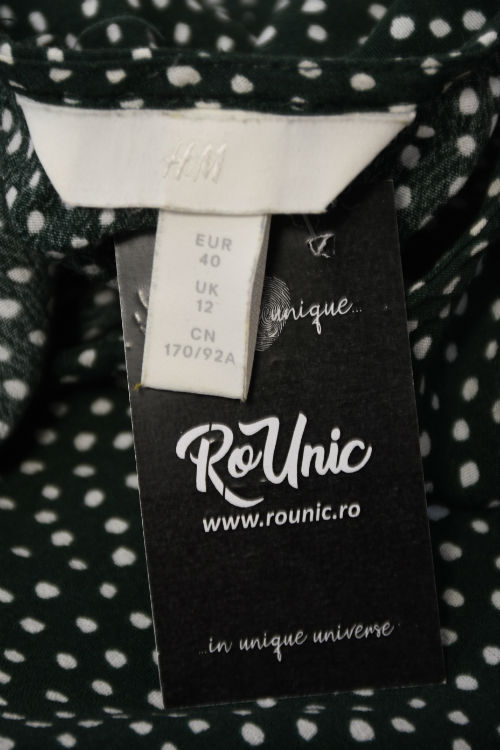 H&M
EUR
40
UK
12
CN
170/92A
unique...
RoUnic
www.rounic.ro
...in unique universe